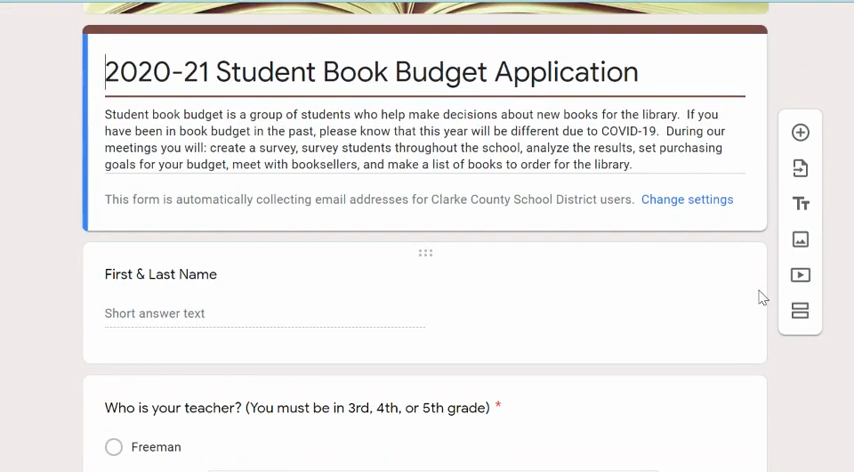 2020-21 Student Book Budget Application
Student book budget is a group of students who help make decisions about new books for the library. If you
have been in book budget in the past, please know that this year will be different due to COVID-19. During our
meetings you will: create a survey, survey students throughout the school, analyze the results, set purchasing
goals for your budget, meet with booksellers, and make a list of books to order for the library.
This form is automatically collecting email addresses for Clarke County School District users. Change settings
First & Last Name
Short answer text
Who is your teacher? (You must be in 3rd, 4th, or 5th grade) *
Freeman
Tt